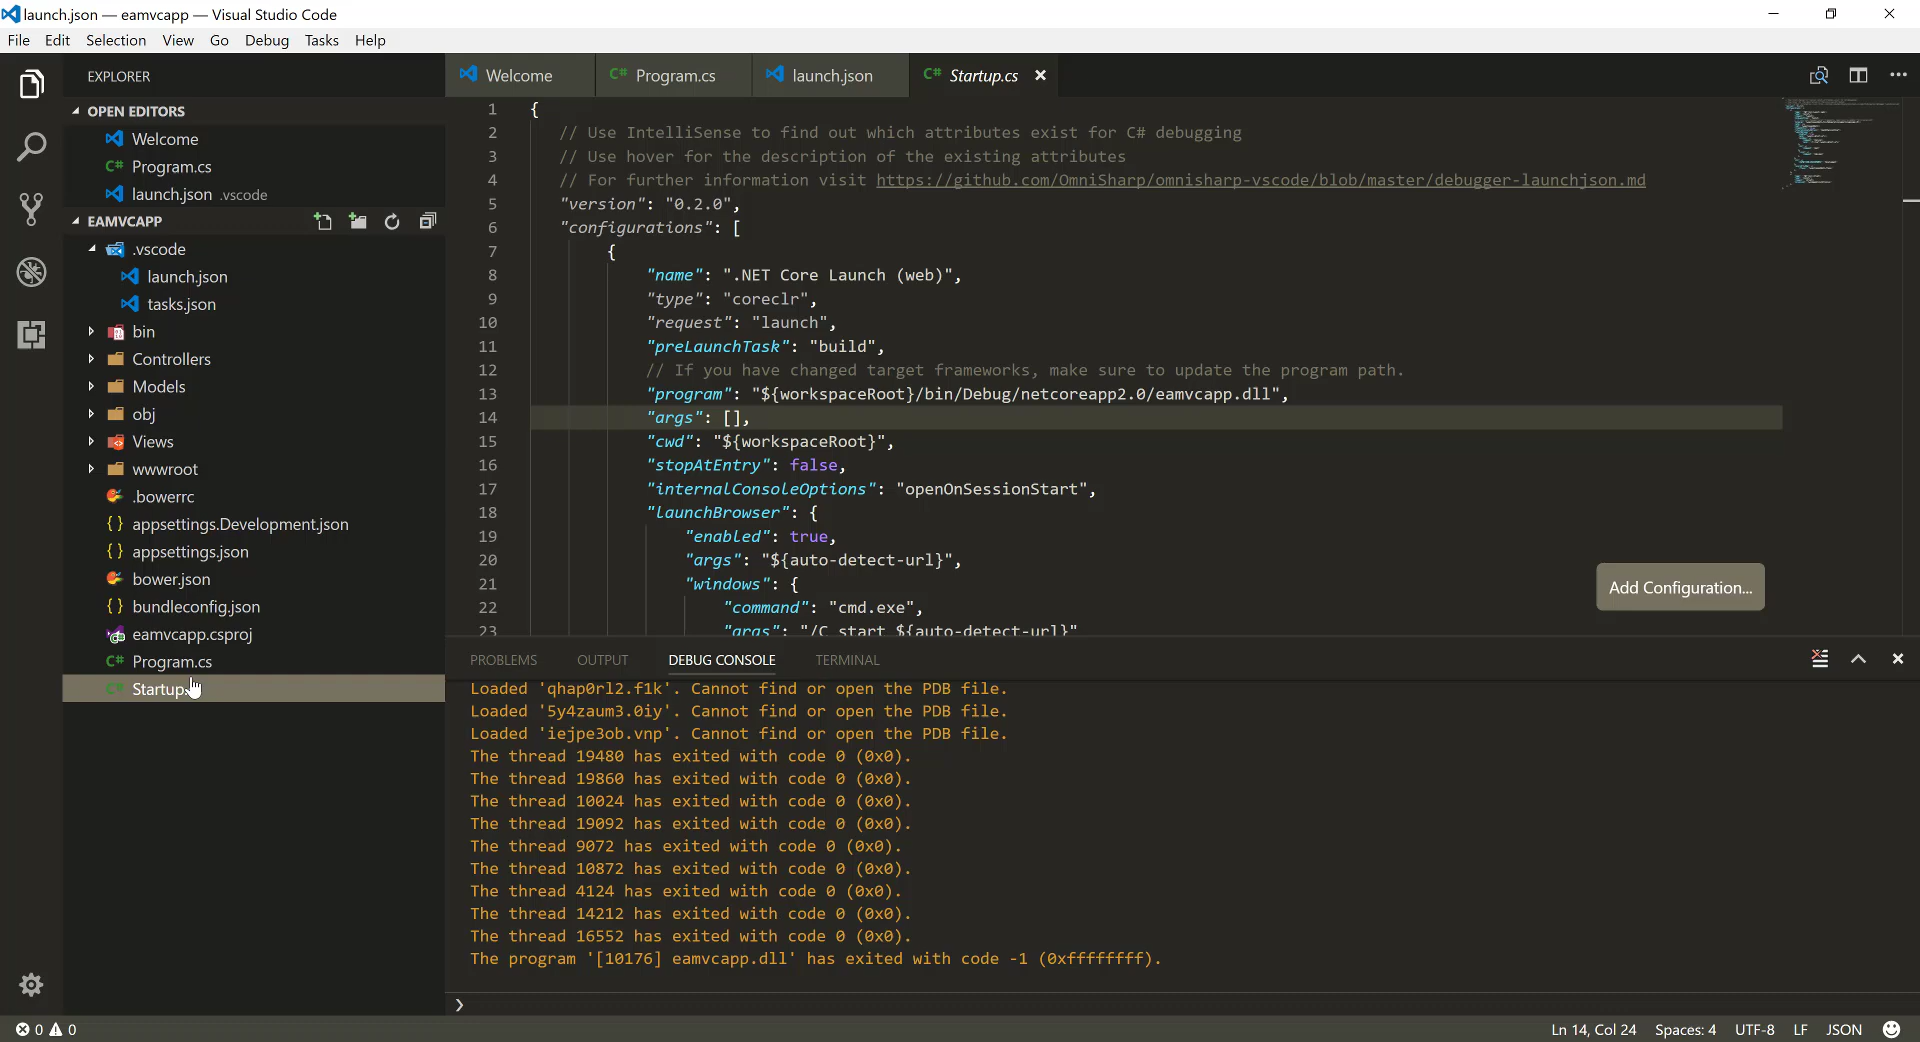 launch.json — eamvcapp — Visual Studio Code
File Edit Selection View Go Debug Tasks Help
EXPLORER
OPEN EDITORS
Welcome
Program.cs
launch.json .vscode
EAMVCAPP
.vscode
launch.json
tasks.json
bin
Controllers
Models
obj
Views
wwwroot
.bowerrc
appsettings.Development.json
appsettings.json
bower.json
bundleconfig.json
eamvcapp.csproj
Program.cs
Startup
Welcome Program.cs launch.json Startup.cs
1 {
2 // Use IntelliSense to find out which attributes exist for C# debugging
3 // Use hover for the description of the existing attributes
4 // For further information visit https://github.com/OmniSharp/omnisharp-vscode/blob/master/debugger-launchjson.md
5 "version": "0.2.0",
6 "configurations": [
7 {
8 "name": ".NET Core Launch (web)",
9 "type": "coreclr",
10 "request": "launch",
11 "preLaunchTask": "build",
12 // If you have changed target frameworks, make sure to update the program path.
13 "program": "${workspaceRoot}/bin/Debug/netcoreapp2.0/eamvcapp.dll",
14 "args": [],
15 "cwd": "${workspaceRoot}",
16 "stopAtEntry": false,
17 "internalConsoleOptions": "openOnSessionStart",
18 "launchBrowser": {
19 "enabled": true,
20 "args": "${auto-detect-url}",
21 "windows": {
22 "command": "cmd.exe",
23 "args": "/C start ${auto-detect-url}"
Add Configuration...
PROBLEMS OUTPUT DEBUG CONSOLE TERMINAL
Loaded 'qhap0rl2.f1k'. Cannot find or open the PDB file.
Loaded '5y4zaum3.0iy'. Cannot find or open the PDB file.
Loaded 'iejpe3ob.vnp'. Cannot find or open the PDB file.
The thread 19480 has exited with code 0 (0x0).
The thread 19860 has exited with code 0 (0x0).
The thread 10024 has exited with code 0 (0x0).
The thread 19092 has exited with code 0 (0x0).
The thread 9072 has exited with code 0 (0x0).
The thread 10872 has exited with code 0 (0x0).
The thread 4124 has exited with code 0 (0x0).
The thread 14212 has exited with code 0 (0x0).
The thread 16552 has exited with code 0 (0x0).
The program '[10176] eamvcapp.dll' has exited with code -1 (0xffffffff).
0 0 Ln 14, Col 24 Spaces: 4 UTF-8 LF JSON